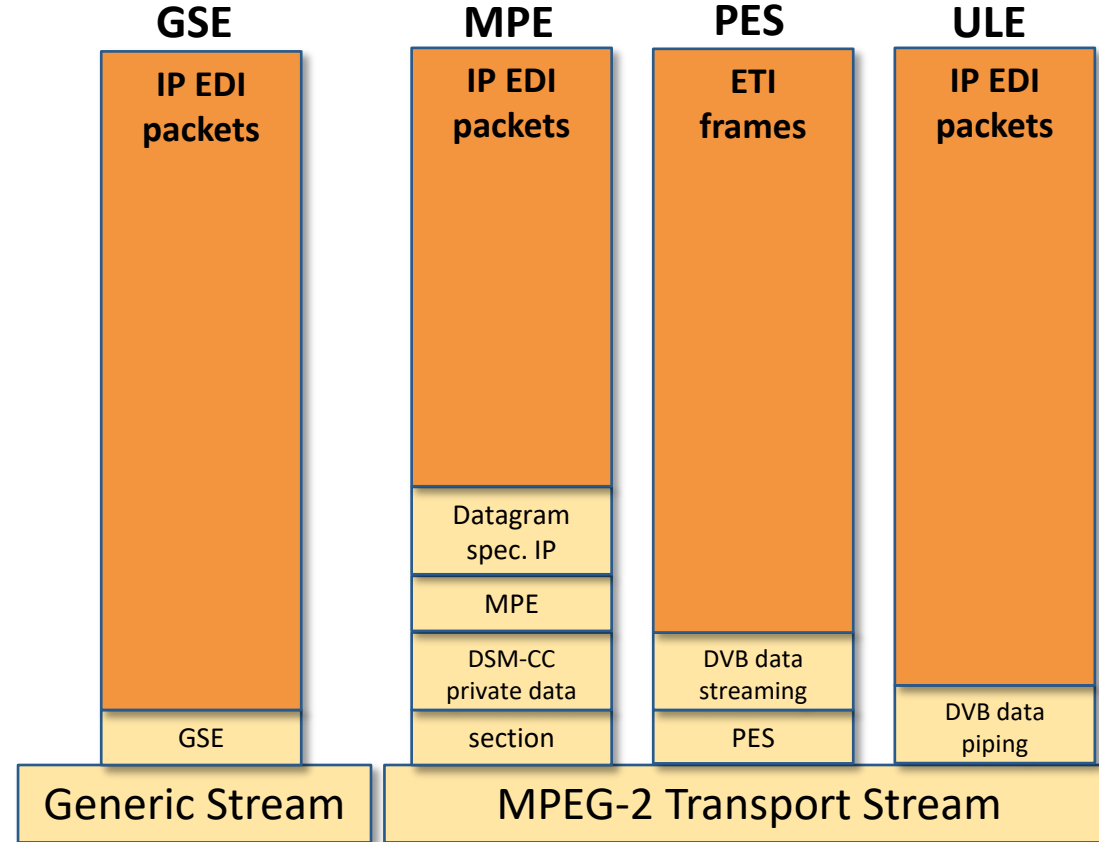 GSE
IP EDI
packets
GSE
Generic Stream
MPE
IP EDI
packets
Datagram
spec. IP
MPE
DSM-CC
private data
section
PES
ETI
frames
DVB data
streaming
PES
ULE
IP EDI
packets
DVB data
piping
MPEG-2 Transport Stream